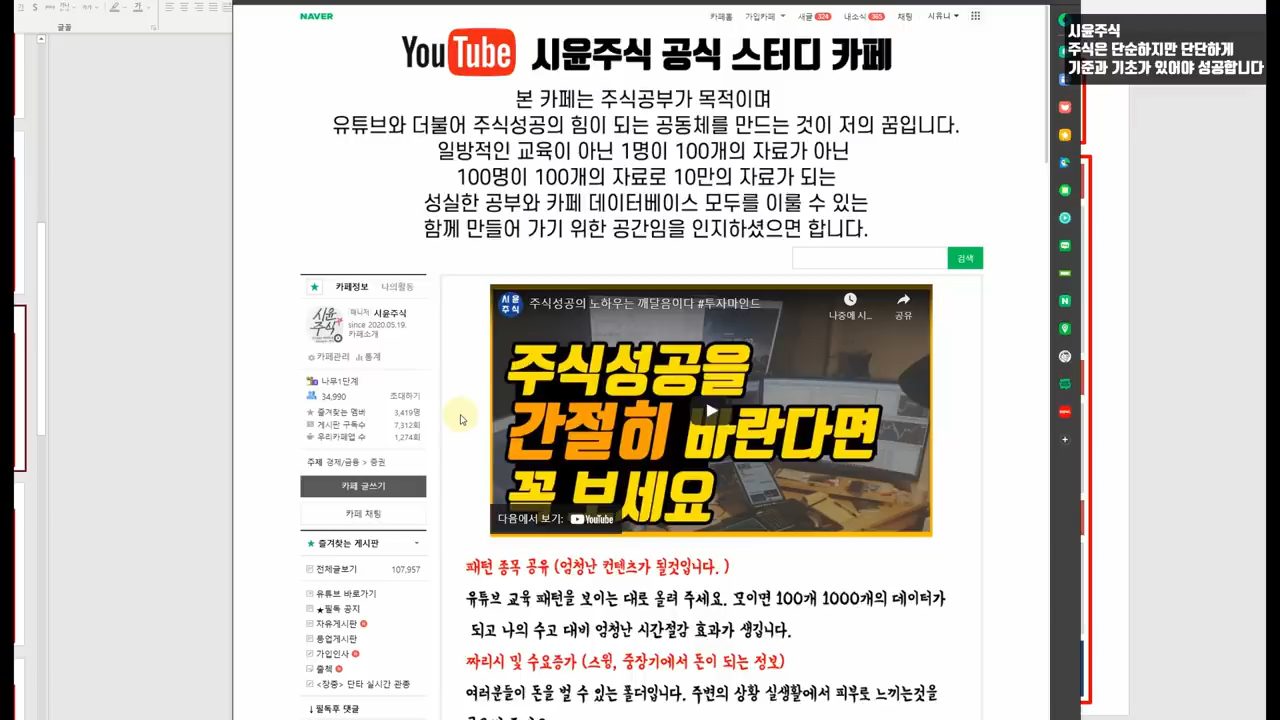 글꼴
NAVER
카페홈 가입카페 새글 324 내소식 365 채팅 시유니
YouTube 시윤주식 공식 스터디 카페
본 카페는 주식공부가 목적이며
유튜브와 더불어 주식성공의 힘이 되는 공동체를 만드는 것이 저의 꿈입니다.
일방적인 교육이 아닌 1명이 100개의 자료가 아닌
100명이 100개의 자료로 10만의 자료가 되는
성실한 공부와 카페 데이터베이스 모두를 이룰 수 있는
함께 만들어 가기 위한 공간임을 인지하셨으면 합니다.
검색
시윤주식
주식은 단순하지만 단단하게
기준과 기초가 있어야 성공합니다
카페정보 나의활동
시윤주식
매니저 시윤주식
since 2020.05.19.
카페소개
카페관리 통계
나무1단계
34,990 초대하기
즐겨찾는 멤버 3,419명
게시판 구독수 7,312회
우리카페앱 수 1,274회
주제 경제/금융 > 증권
카페 글쓰기
카페 채팅
즐겨찾는 게시판
전체글보기 107,957
유튜브 바로가기
★필독 공지
자유게시판
통업게시판
가입인사
출첵
<장중> 단타 실시간 관종
↓필독후 댓글
시윤주식 주식성공의 노하우는 깨달음이다 #투자마인드
나중에 시... 공유
주식성공을
간절히 바란다면
꼭 보세요
다음에서 보기: YouTube
패턴 종목 공유 (엄청난 컨텐츠가 될것입니다. )
유튜브 교육 패턴을 보이는 대로 올려 주세요. 모이면 100개 1000개의 데이터가
되고 나의 수고 대비 엄청난 시간절감 효과가 생깁니다.
짜리시 및 수요증가 (스윙, 중장기에서 돈이 되는 정보)
여러분들이 돈을 벌 수 있는 폴더입니다. 주변의 상황 실생활에서 피부로 느끼는것을